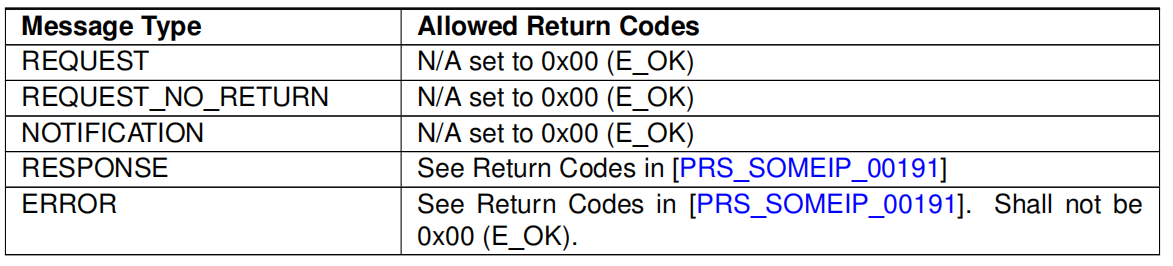 Message Type Allowed Return Codes
REQUEST N/A set to 0x00 (E_OK)
REQUEST_NO_RETURN N/A set to 0x00 (E_OK)
NOTIFICATION N/A set to 0x00 (E_OK)
RESPONSE See Return Codes in [PRS_SOMEIP_00191]
ERROR See Return Codes in [PRS_SOMEIP_00191]. Shall not be
0x00 (E_OK).